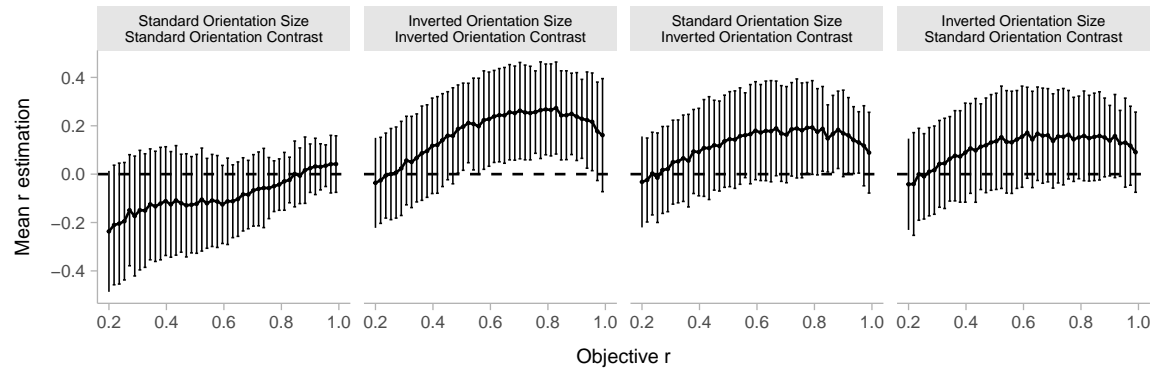 Standard Orientation Size
Standard Orientation Contrast
Inverted Orientation Size
Inverted Orientation Contrast
Standard Orientation Size
Inverted Orientation Contrast
Inverted Orientation Size
Standard Orientation Contrast
Mean r estimation
0.4
0.2
0.0
−0.2
−0.4
0.2 0.4 0.6 0.8 1.0
0.2 0.4 0.6 0.8 1.0
0.2 0.4 0.6 0.8 1.0
0.2 0.4 0.6 0.8 1.0
Objective r